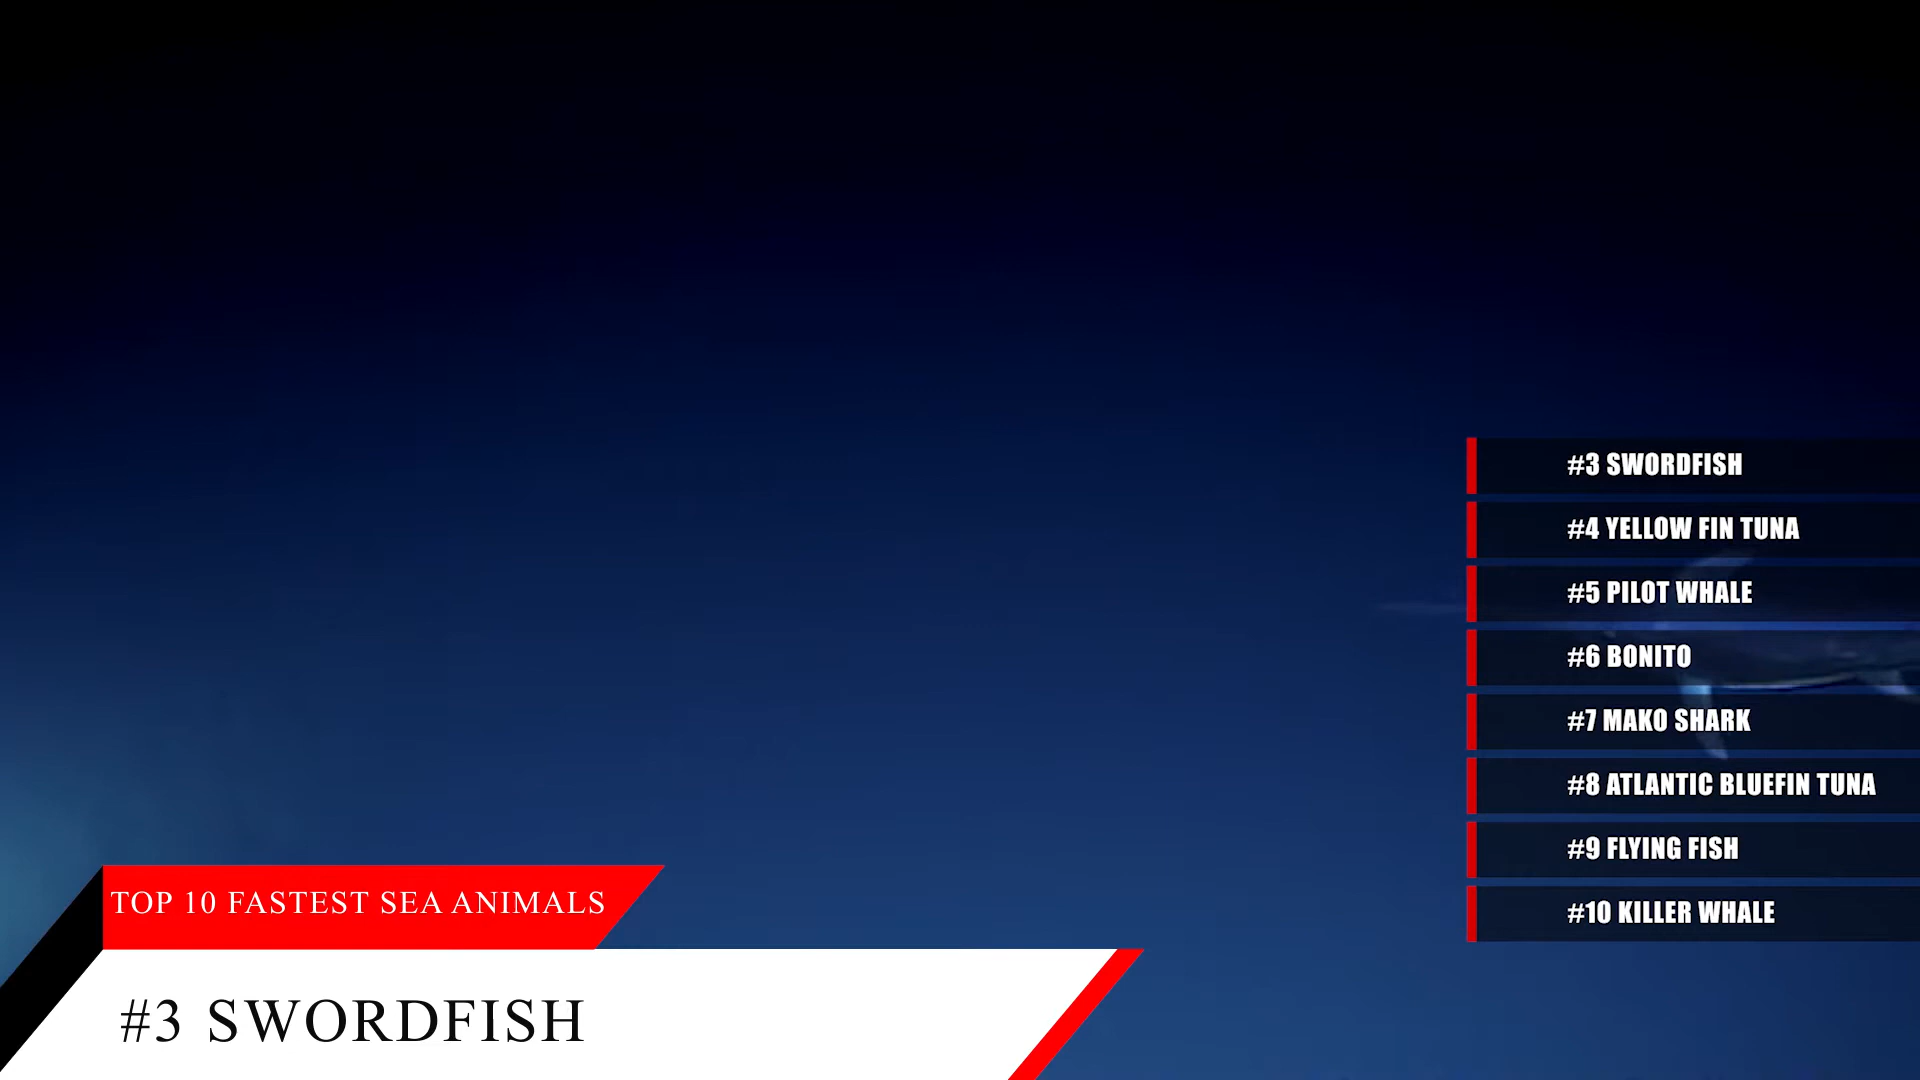 #3 SWORDFISH
#4 YELLOW FIN TUNA
#5 PILOT WHALE
#6 BONITO
#7 MAKO SHARK
#8 ATLANTIC BLUEFIN TUNA
#9 FLYING FISH
#10 KILLER WHALE
TOP 10 FASTEST SEA ANIMALS
#3 SWORDFISH